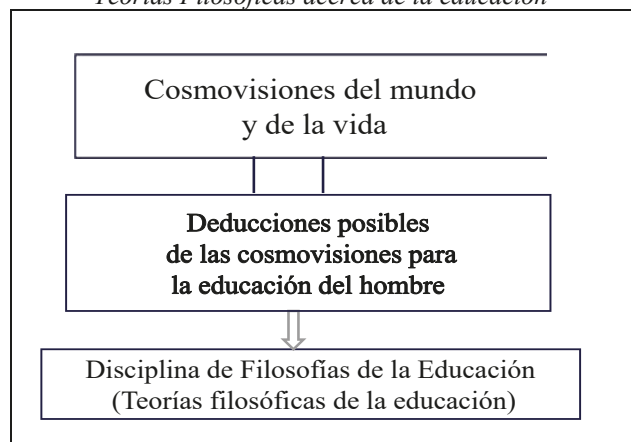 Teorías Filosóficas acerca de la educación
Cosmovisiones del mundo
y de la vida
Deducciones posibles
de las cosmovisiones para
la educación del hombre
Disciplina de Filosofías de la Educación
(Teorías filosóficas de la educación)